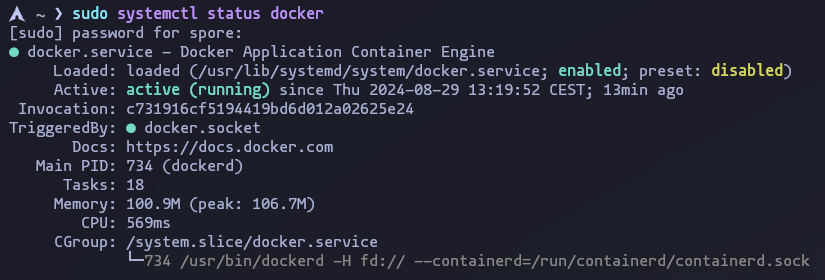 ~ ❯ sudo systemctl status docker
[sudo] password for spore:
● docker.service - Docker Application Container Engine
Loaded: loaded (/usr/lib/systemd/system/docker.service; enabled; preset: disabled)
Active: active (running) since Thu 2024-08-29 13:19:52 CEST; 13min ago
Invocation: c731916cf5194419bd6d012a02625e24
TriggeredBy: ● docker.socket
Docs: https://docs.docker.com
Main PID: 734 (dockerd)
Tasks: 18
Memory: 100.9M (peak: 106.7M)
CPU: 569ms
CGroup: /system.slice/docker.service
└─734 /usr/bin/dockerd -H fd:// --containerd=/run/containerd/containerd.sock